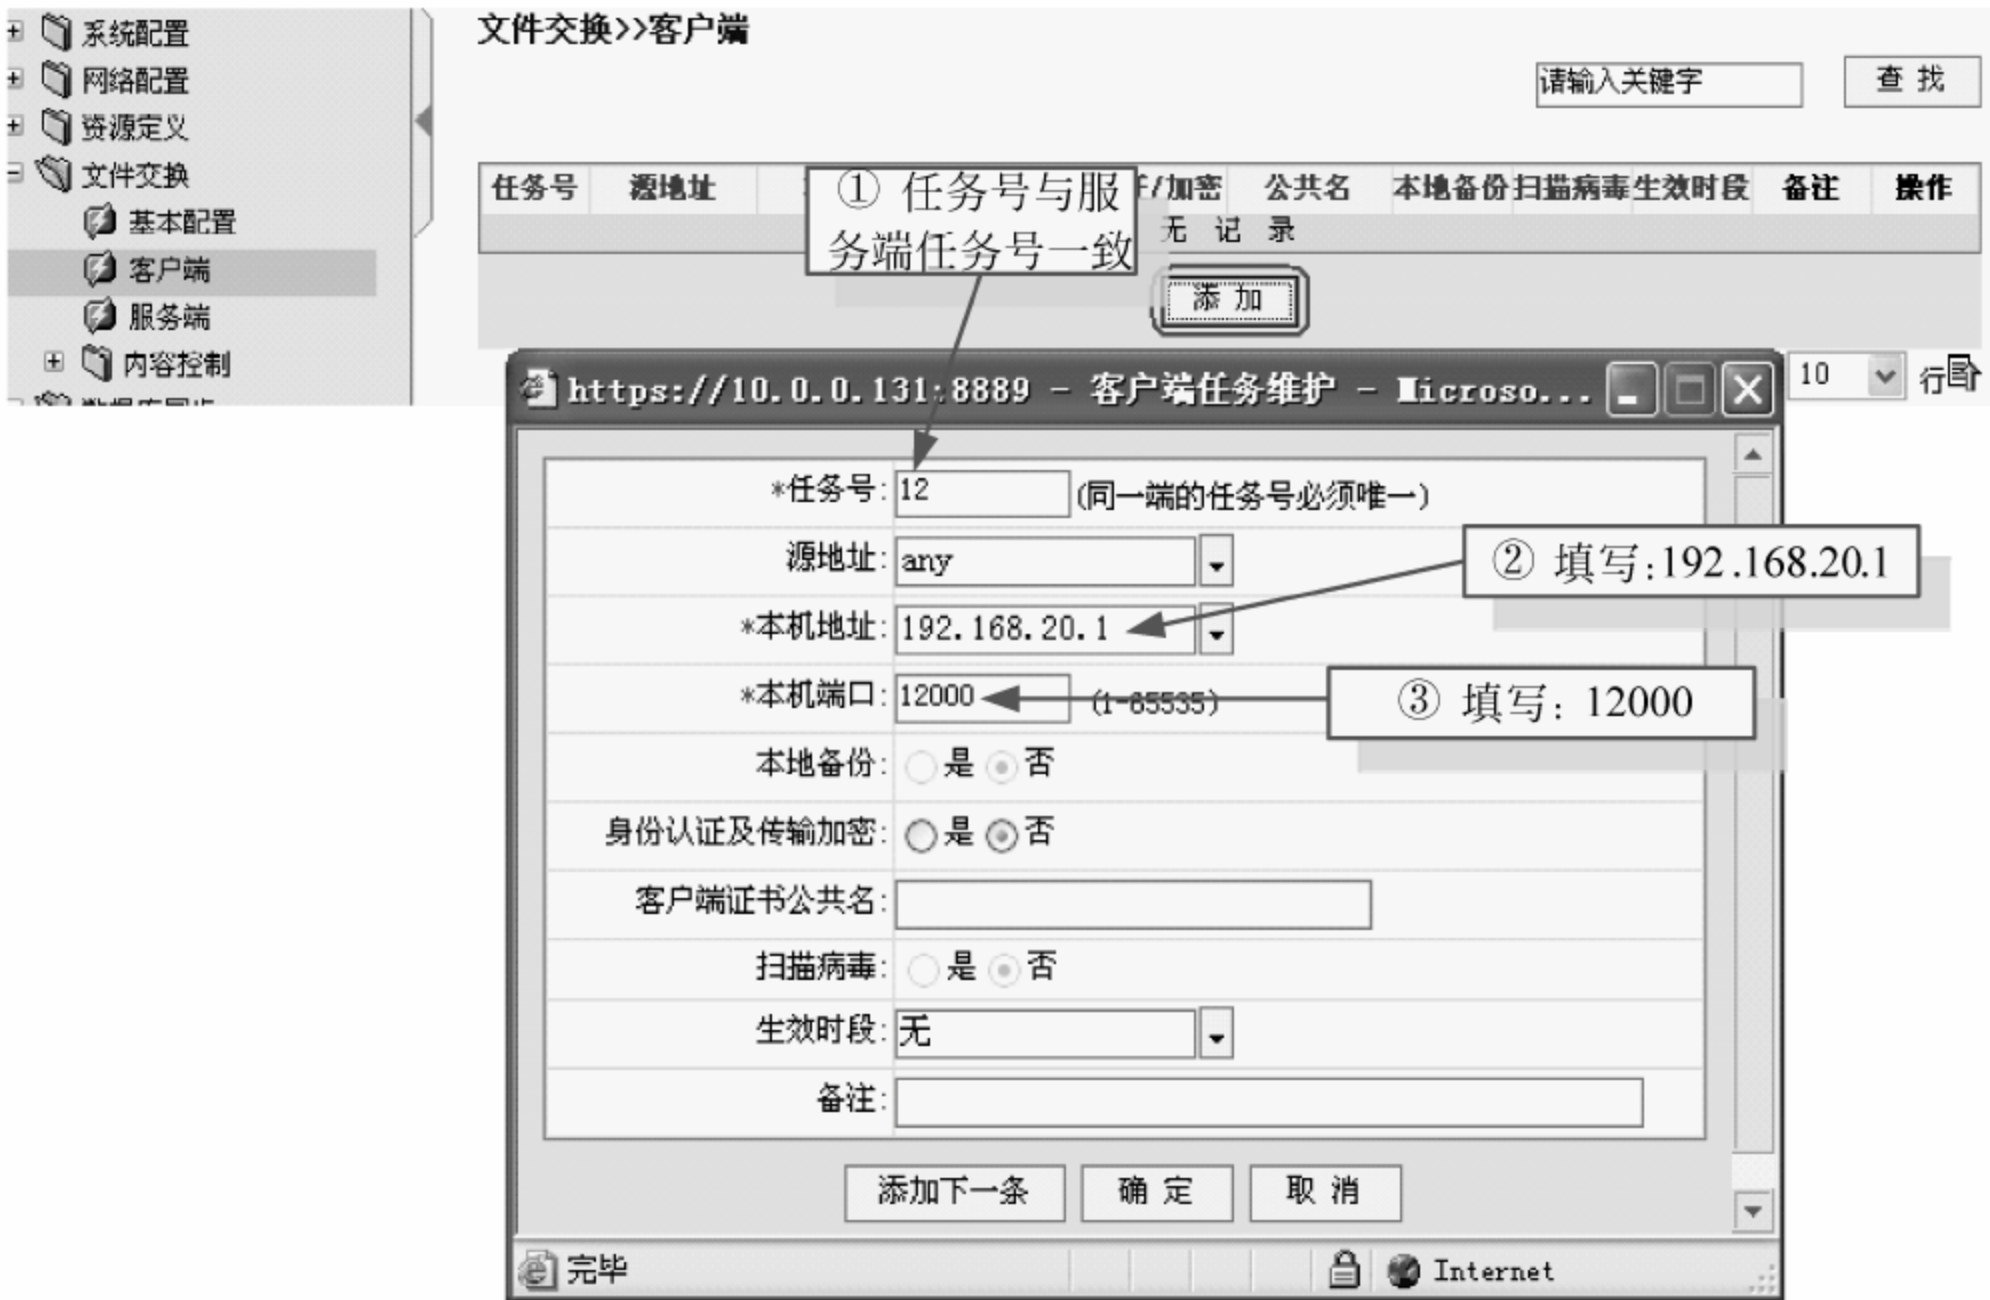 系统配置
网络配置
资源定义
文件交换
基本配置
客户端
服务端
内容控制
文件交换>>客户端
请输入关键字 查 找
任务号 源地址 /加密 公共名 本地备份 扫描病毒 生效时段 备注 操作
无 记 录
① 任务号与服
务端任务号一致
添 加
10 行
https://10.0.0.131:8889 - 客户端任务维护 - Microso...
*任务号: 12 (同一端的任务号必须唯一)
源地址: any
② 填写:192.168.20.1
*本机地址: 192.168.20.1
*本机端口: 12000 (1-65535)
③ 填写: 12000
本地备份: 是 否
身份认证及传输加密: 是 否
客户端证书公共名:
扫描病毒: 是 否
生效时段: 无
备注:
添加下一条 确 定 取 消
完毕 Internet